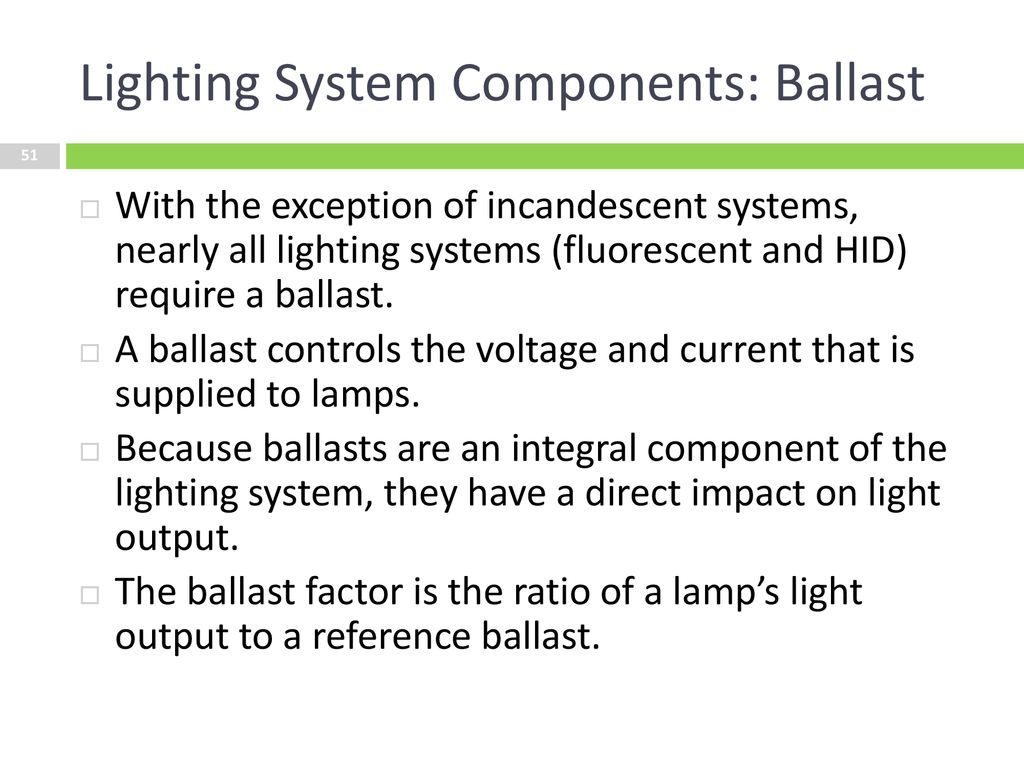 Lighting System Components: Ballast
51
With the exception of incandescent systems,
nearly all lighting systems (fluorescent and HID)
require a ballast.
A ballast controls the voltage and current that is
supplied to lamps.
Because ballasts are an integral component of the
lighting system, they have a direct impact on light
output.
The ballast factor is the ratio of a lamp’s light
output to a reference ballast.